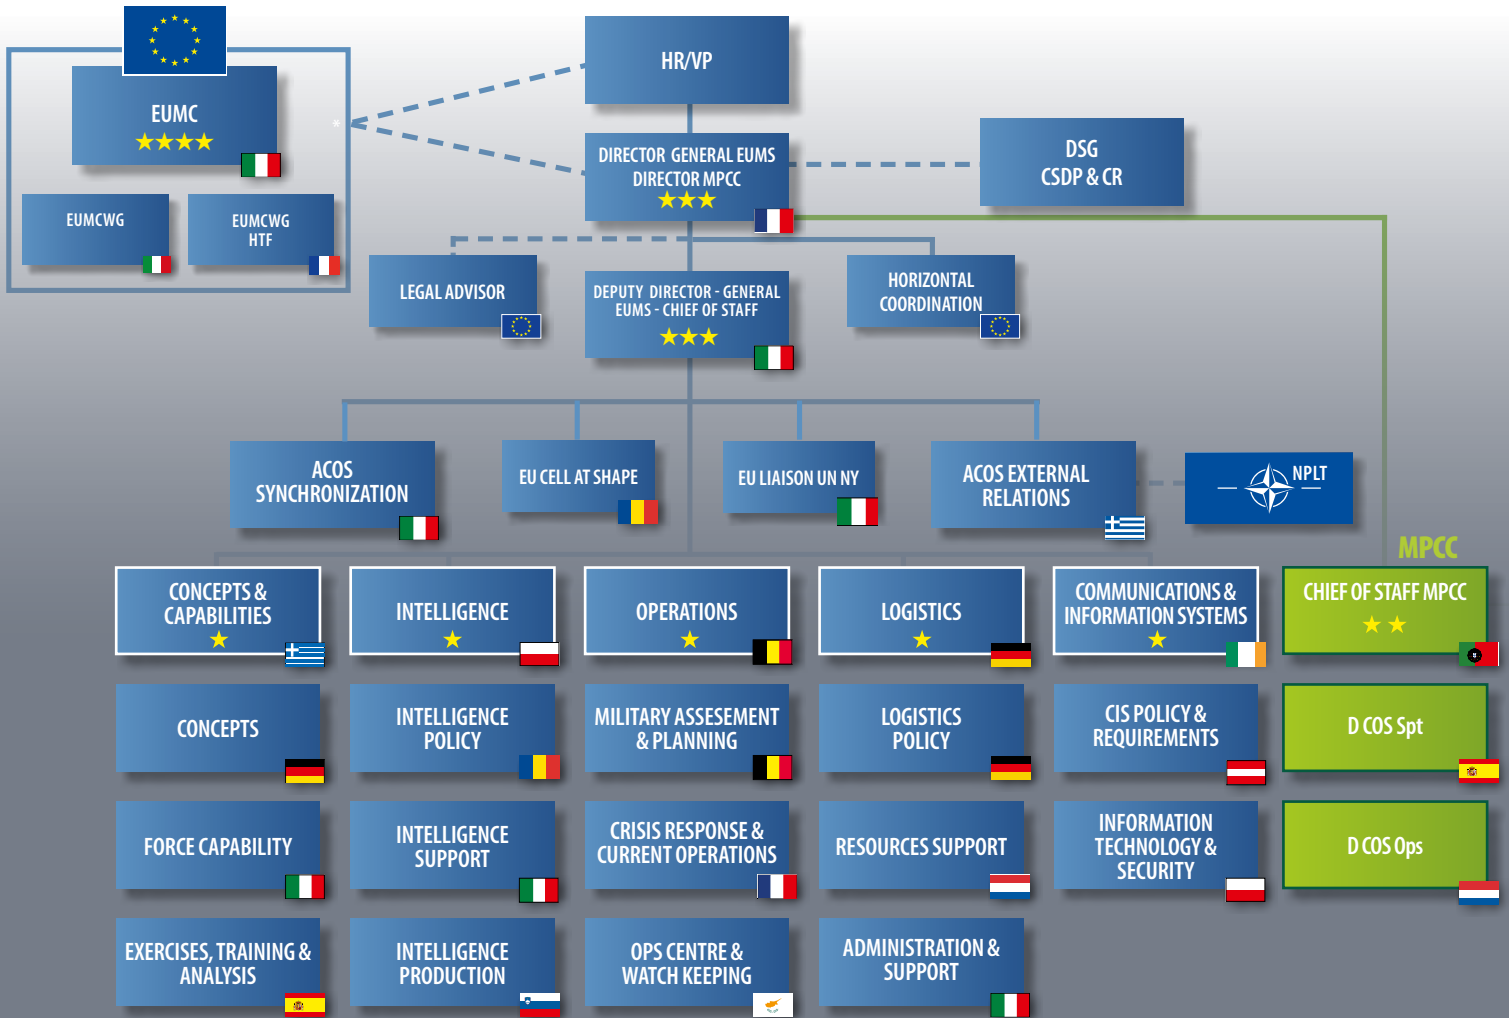 HR/VP
EUMC
*
DIRECTOR GENERAL EUMS
DIRECTOR MPCC
DSG
CSDP & CR
EUMCWG
EUMCWG
HTF
LEGAL ADVISOR
DEPUTY DIRECTOR - GENERAL
EUMS - CHIEF OF STAFF
HORIZONTAL
COORDINATION
ACOS
SYNCHRONIZATION
EU CELL AT SHAPE
EU LIAISON UN NY
ACOS EXTERNAL
RELATIONS
NPLT
MPCC
CONCEPTS &
CAPABILITIES
INTELLIGENCE
OPERATIONS
LOGISTICS
COMMUNICATIONS &
INFORMATION SYSTEMS
CHIEF OF STAFF MPCC
CONCEPTS
INTELLIGENCE
POLICY
MILITARY ASSESEMENT
& PLANNING
LOGISTICS
POLICY
CIS POLICY &
REQUIREMENTS
D COS Spt
FORCE CAPABILITY
INTELLIGENCE
SUPPORT
CRISIS RESPONSE &
CURRENT OPERATIONS
RESOURCES SUPPORT
INFORMATION
TECHNOLOGY &
SECURITY
D COS Ops
EXERCISES, TRAINING &
ANALYSIS
INTELLIGENCE
PRODUCTION
OPS CENTRE &
WATCH KEEPING
ADMINISTRATION &
SUPPORT